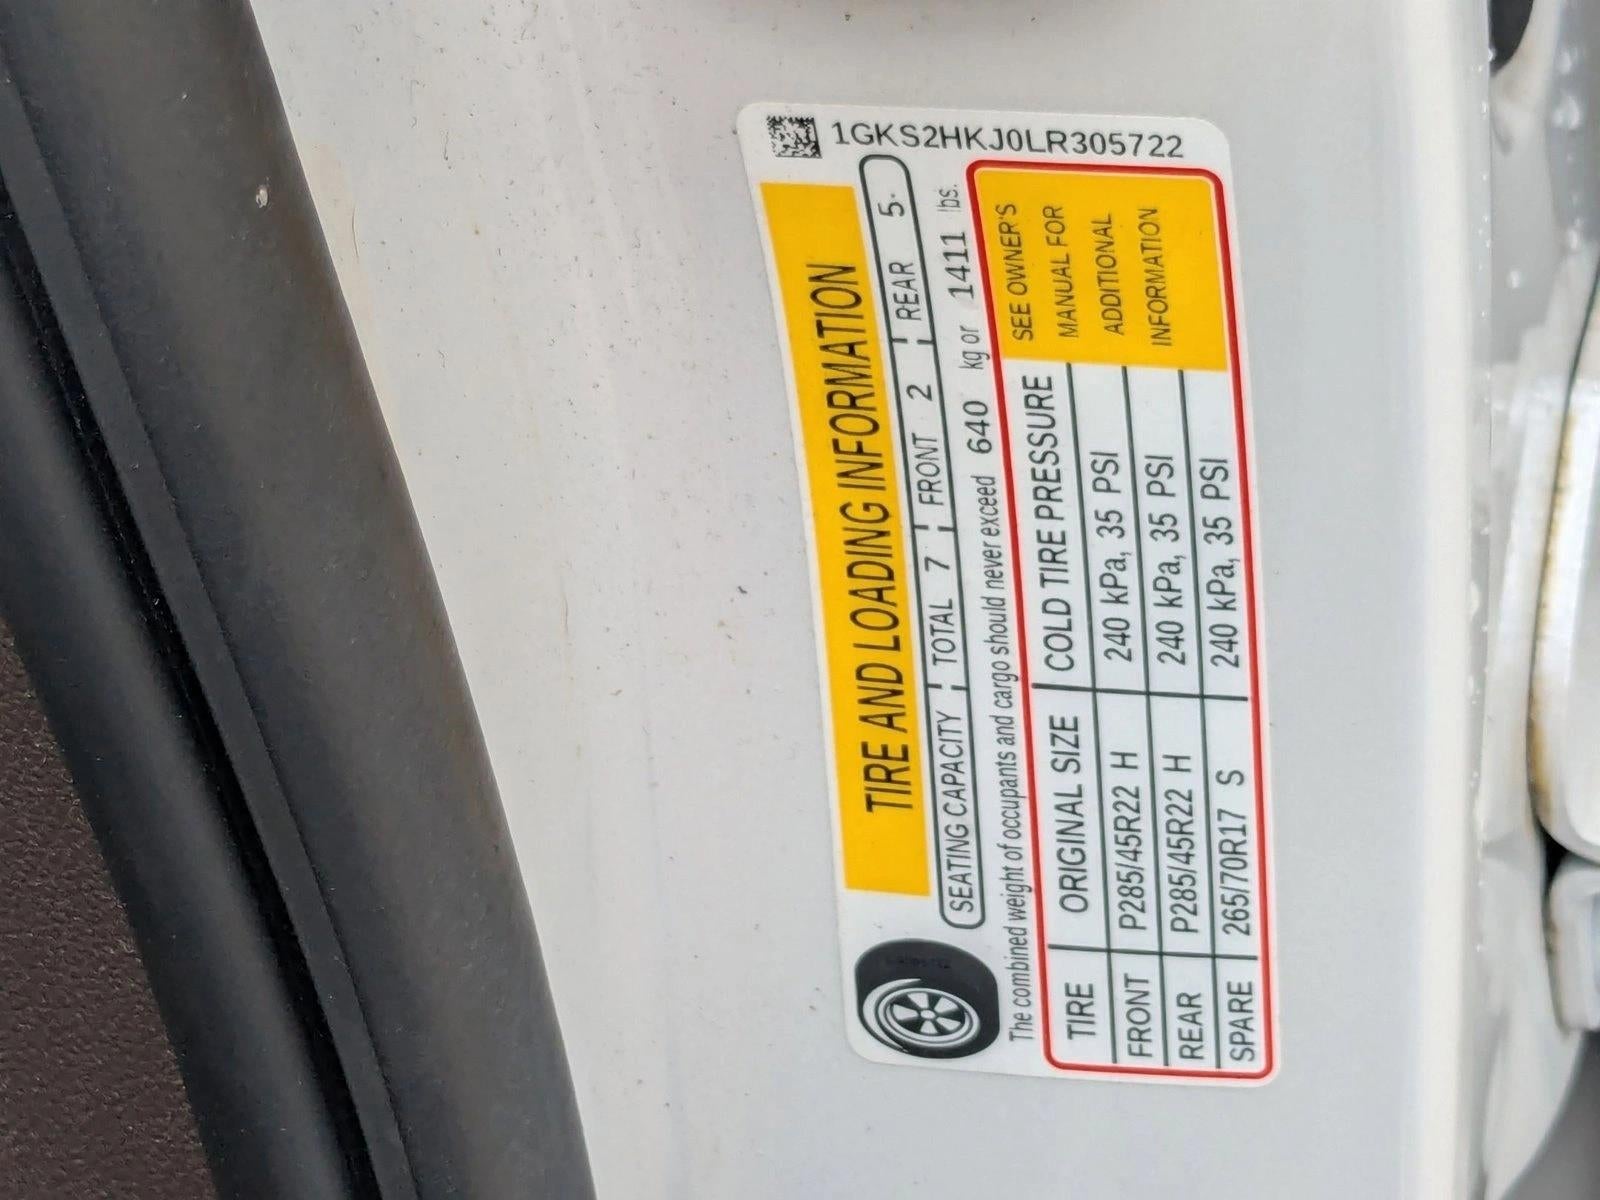 1GKS2HKJ0LR305722
TIRE AND LOADING INFORMATION
SEATING CAPACITY TOTAL 7 FRONT 2 REAR 5
The combined weight of occupants and cargo should never exceed 640 kg or 1411 lbs.
TIRE ORIGINAL SIZE COLD TIRE PRESSURE
FRONT P285/45R22 H 240 kPa, 35 PSI
REAR P285/45R22 H 240 kPa, 35 PSI
SPARE 265/70R17 S 240 kPa, 35 PSI
SEE OWNER'S
MANUAL FOR
ADDITIONAL
INFORMATION